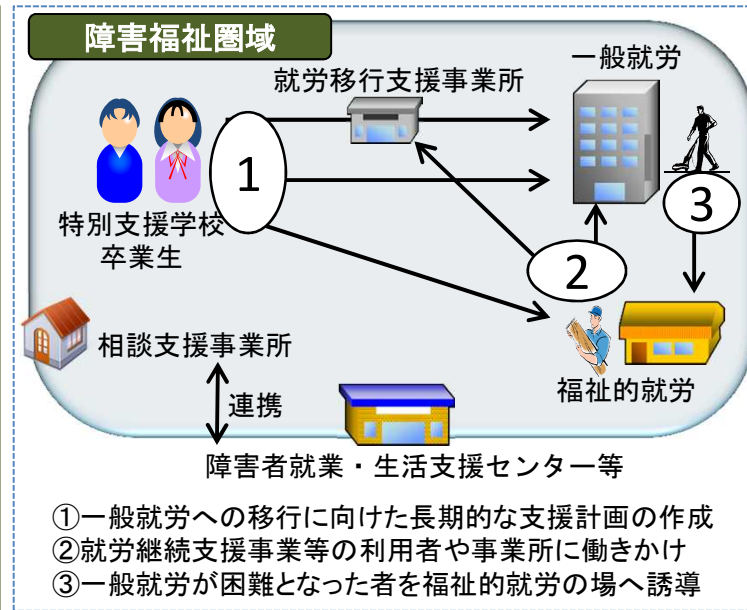 障害福祉圏域
一般就労
就労移行支援事業所
1
3
特別支援学校
卒業生
2
相談支援事業所
福祉的就労
連携
障害者就業・生活支援センター等
①一般就労への移行に向けた長期的な支援計画の作成
②就労継続支援事業等の利用者や事業所に働きかけ
③一般就労が困難となった者を福祉的就労の場へ誘導